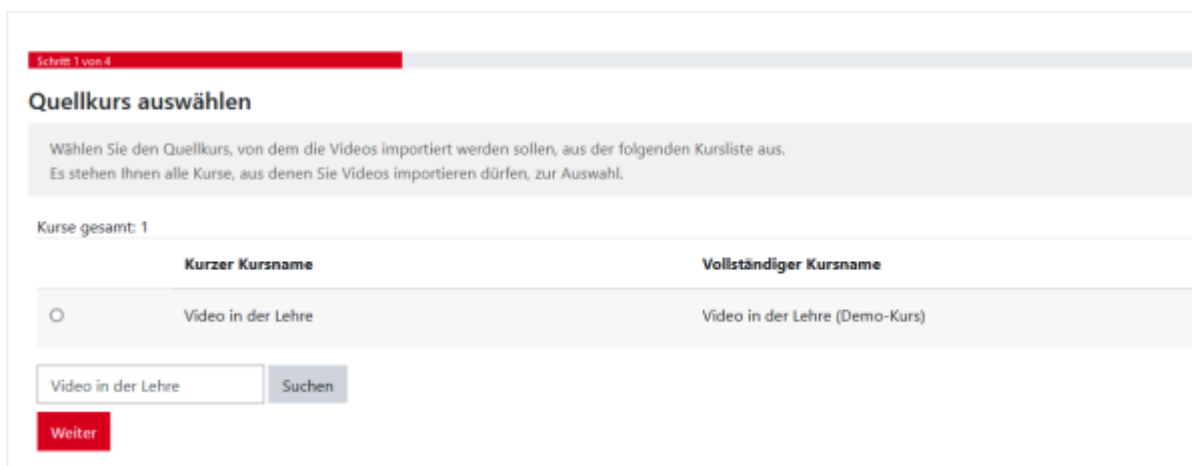 Schritt 1 von 4
Quellkurs auswählen
Wählen Sie den Quellkurs, von dem die Videos importiert werden sollen, aus der folgenden Kursliste aus.
Es stehen Ihnen alle Kurse, aus denen Sie Videos importieren dürfen, zur Auswahl.
Kurse gesamt: 1
Kurzer Kursname Vollständiger Kursname
Video in der Lehre Video in der Lehre (Demo-Kurs)
Video in der Lehre Suchen
Weiter